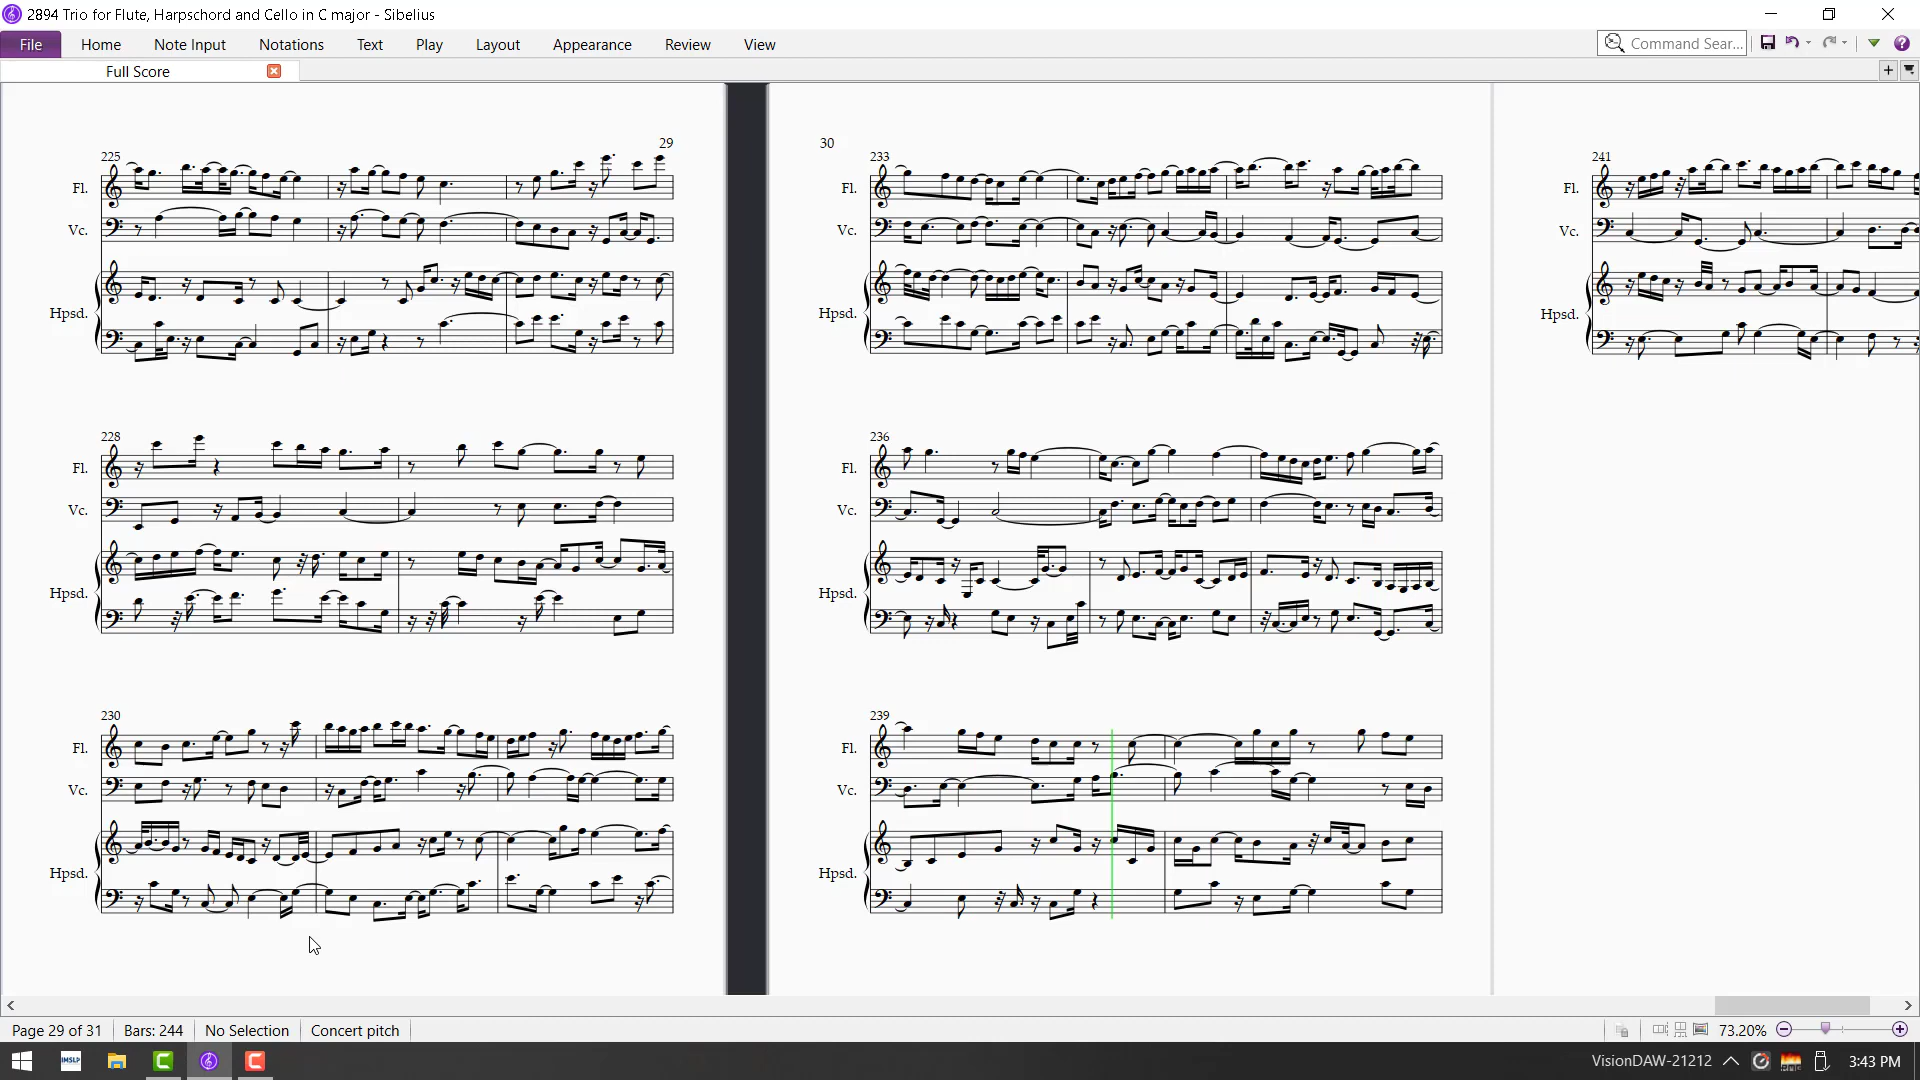 2894 Trio for Flute, Harpschord and Cello in C major - Sibelius
File Home Note Input Notations Text Play Layout Appearance Review View
Command Sear...
Full Score
29
225
Fl.
Vc.
Hpsd.
228
Fl.
Vc.
Hpsd.
230
Fl.
Vc.
Hpsd.
30
233
Fl.
Vc.
Hpsd.
236
Fl.
Vc.
Hpsd.
239
Fl.
Vc.
Hpsd.
241
Fl.
Vc.
Hpsd.
Page 29 of 31 Bars: 244 No Selection Concert pitch 73.20%
IMSLP VisionDAW-21212 3:43 PM